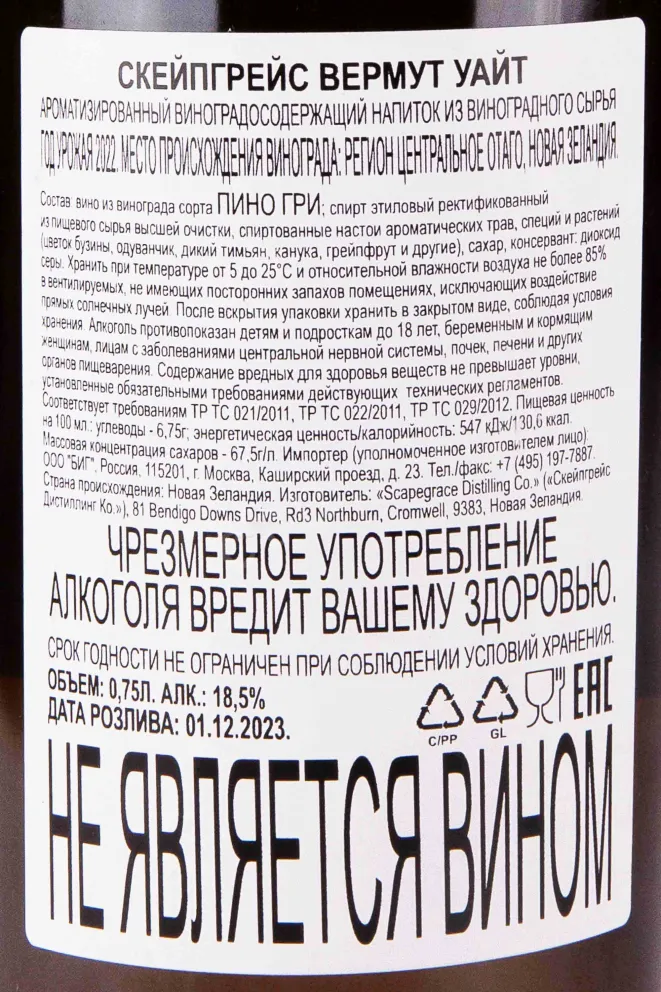 СКЕЙПГРЕЙС ВЕРМУТ УАЙТ
АРОМАТИЗИРОВАННЫЙ ВИНОГРАДОСОДЕРЖАЩИЙ НАПИТОК ИЗ ВИНОГРАДНОГО СЫРЬЯ
ГОД УРОЖАЯ 2022. МЕСТО ПРОИСХОЖДЕНИЯ ВИНОГРАДА: РЕГИОН ЦЕНТРАЛЬНОЕ ОТАГО, НОВАЯ ЗЕЛАНДИЯ.
Состав: вино из винограда сорта ПИНО ГРИ; спирт этиловый ректификованный
из пищевого сырья высшей очистки, спиртованные настои ароматических трав, специй и растений
(цветок бузины, одуванчик, дикий тимьян, канука, грейпфрут и другие), сахар, консервант: диоксид
серы. Хранить при температуре от 5 до 25°С и относительной влажности воздуха не более 85%
в вентилируемых, не имеющих посторонних запахов помещениях, исключающих воздействие
прямых солнечных лучей. После вскрытия упаковки хранить в закрытом виде, соблюдая условия
хранения. Алкоголь противопоказан детям и подросткам до 18 лет, беременным и кормящим
женщинам, лицам с заболеваниями центральной нервной системы, почек, печени и других
органов пищеварения. Содержание вредных для здоровья веществ не превышает уровни,
установленные обязательными требованиями действующих технических регламентов.
Соответствует требованиям ТР ТС 021/2011, ТР ТС 022/2011, ТР ТС 029/2012. Пищевая ценность
на 100 мл.: углеводы - 6,75г; энергетическая ценность/калорийность: 547 кДж/130,6 ккал.
Массовая концентрация сахаров - 67,5г/л. Импортер (уполномоченное изготовителем лицо):
ООО "БИГ". Россия, 115201, г. Москва, Каширский проезд, д. 23. Тел./факс: +7 (495) 197-7887.
Страна происхождения: Новая Зеландия. Изготовитель: «Scapegrace Distilling Co.» («Скейпгрейс
Дистиллинг Ко.»), 81 Bendigo Downs Drive, Rd3 Northburn, Cromwell, 9383, Новая Зеландия.
ЧРЕЗМЕРНОЕ УПОТРЕБЛЕНИЕ
АЛКОГОЛЯ ВРЕДИТ ВАШЕМУ ЗДОРОВЬЮ.
СРОК ГОДНОСТИ НЕ ОГРАНИЧЕН ПРИ СОБЛЮДЕНИИ УСЛОВИЙ ХРАНЕНИЯ.
ОБЪЕМ: 0,75Л. АЛК.: 18,5%
ДАТА РОЗЛИВА: 01.12.2023.
C/PP GL EAC
НЕ ЯВЛЯЕТСЯ ВИНОМ